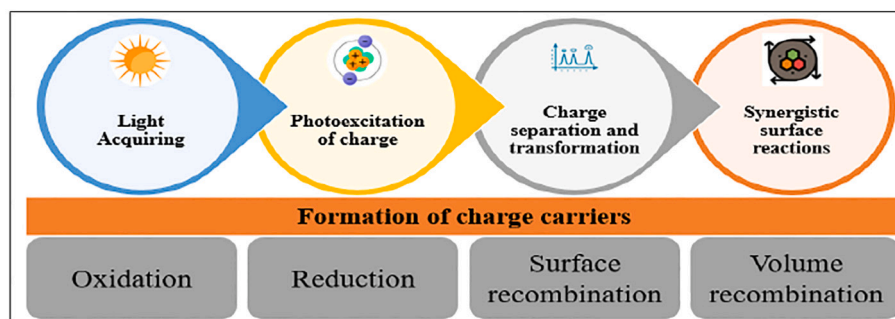 Light
Acquiring
Photoexcitation
of charge
Charge
separation and
transformation
Synergistic
surface
reactions
Formation of charge carriers
Oxidation
Reduction
Surface
recombination
Volume
recombination